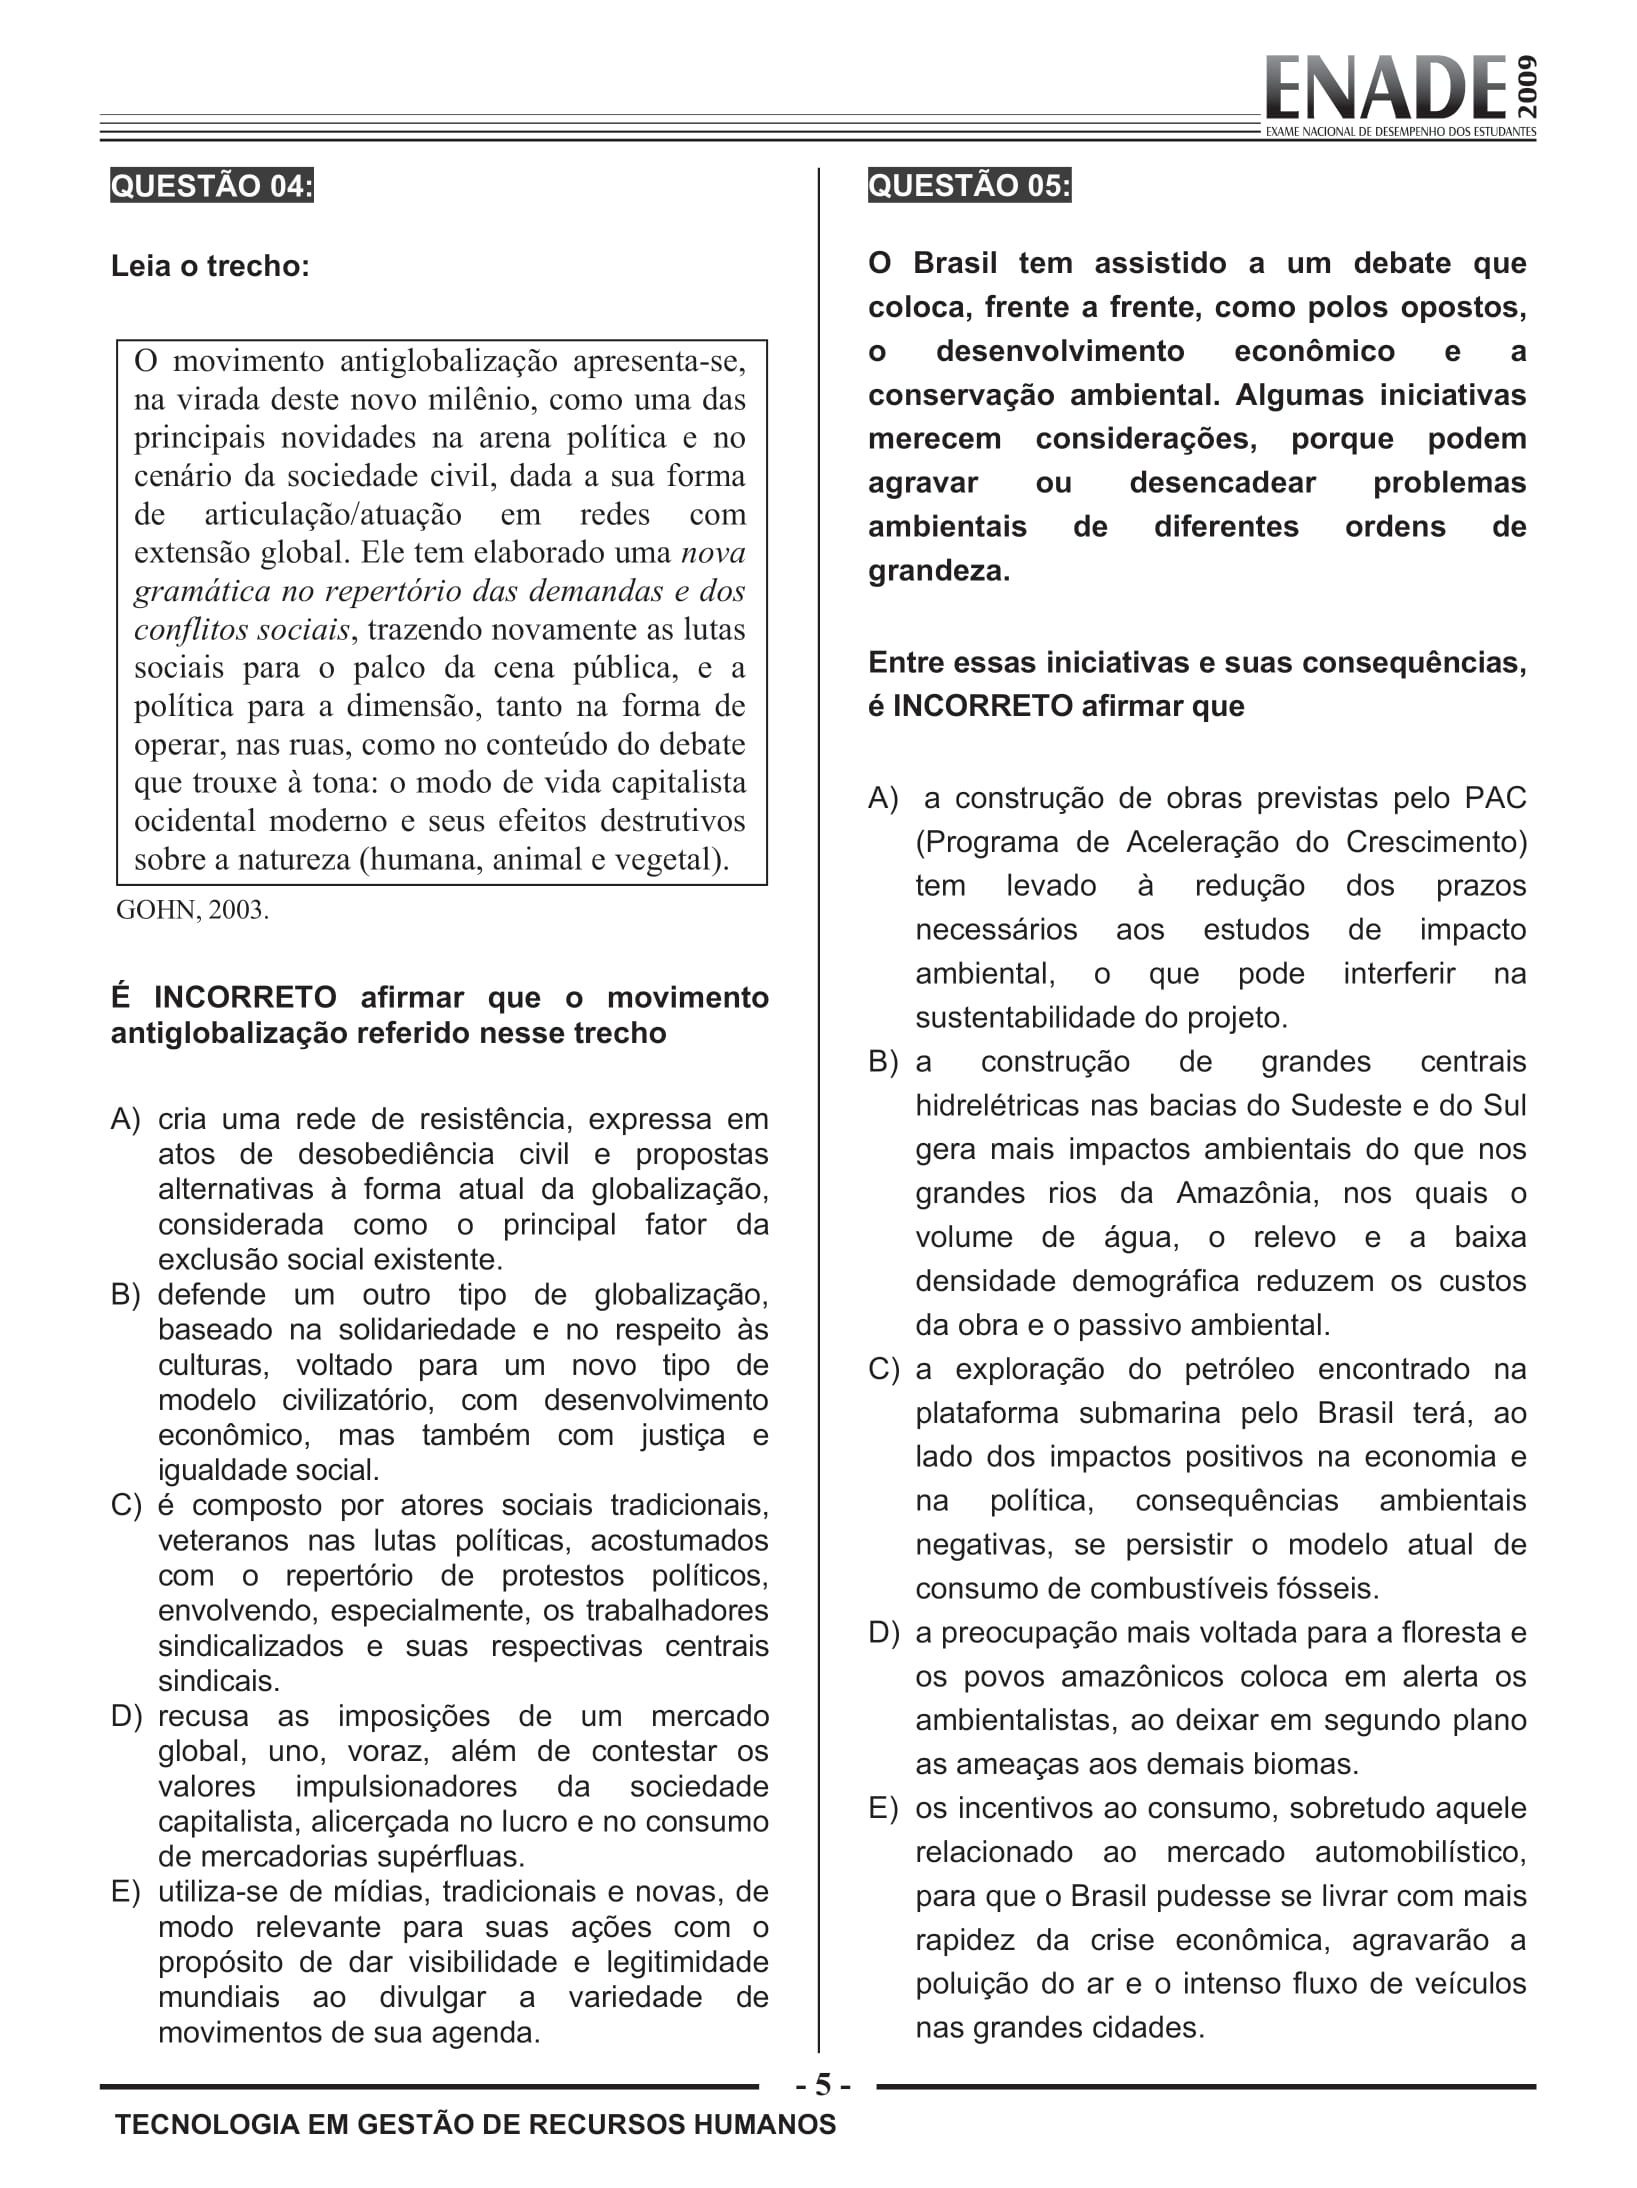 ENADE 2009
EXAME NACIONAL DE DESEMPENHO DOS ESTUDANTES
QUESTÃO 04:
Leia o trecho:
O movimento antiglobalização apresenta-se,
na virada deste novo milênio, como uma das
principais novidades na arena política e no
cenário da sociedade civil, dada a sua forma
de articulação/atuação em redes com
extensão global. Ele tem elaborado uma nova
gramática no repertório das demandas e dos
conflitos sociais, trazendo novamente as lutas
sociais para o palco da cena pública, e a
política para a dimensão, tanto na forma de
operar, nas ruas, como no conteúdo do debate
que trouxe à tona: o modo de vida capitalista
ocidental moderno e seus efeitos destrutivos
sobre a natureza (humana, animal e vegetal).
GOHN, 2003.
É INCORRETO afirmar que o movimento
antiglobalização referido nesse trecho
A) cria uma rede de resistência, expressa em
atos de desobediência civil e propostas
alternativas à forma atual da globalização,
considerada como o principal fator da
exclusão social existente.
B) defende um outro tipo de globalização,
baseado na solidariedade e no respeito às
culturas, voltado para um novo tipo de
modelo civilizatório, com desenvolvimento
econômico, mas também com justiça e
igualdade social.
C) é composto por atores sociais tradicionais,
veteranos nas lutas políticas, acostumados
com o repertório de protestos políticos,
envolvendo, especialmente, os trabalhadores
sindicalizados e suas respectivas centrais
sindicais.
D) recusa as imposições de um mercado
global, uno, voraz, além de contestar os
valores impulsionadores da sociedade
capitalista, alicerçada no lucro e no consumo
de mercadorias supérfluas.
E) utiliza-se de mídias, tradicionais e novas, de
modo relevante para suas ações com o
propósito de dar visibilidade e legitimidade
mundiais ao divulgar a variedade de
movimentos de sua agenda.
QUESTÃO 05:
O Brasil tem assistido a um debate que
coloca, frente a frente, como polos opostos,
o desenvolvimento econômico e a
conservação ambiental. Algumas iniciativas
merecem considerações, porque podem
agravar ou desencadear problemas
ambientais de diferentes ordens de
grandeza.
Entre essas iniciativas e suas consequências,
é INCORRETO afirmar que
A) a construção de obras previstas pelo PAC
(Programa de Aceleração do Crescimento)
tem levado à redução dos prazos
necessários aos estudos de impacto
ambiental, o que pode interferir na
sustentabilidade do projeto.
B) a construção de grandes centrais
hidrelétricas nas bacias do Sudeste e do Sul
gera mais impactos ambientais do que nos
grandes rios da Amazônia, nos quais o
volume de água, o relevo e a baixa
densidade demográfica reduzem os custos
da obra e o passivo ambiental.
C) a exploração do petróleo encontrado na
plataforma submarina pelo Brasil terá, ao
lado dos impactos positivos na economia e
na política, consequências ambientais
negativas, se persistir o modelo atual de
consumo de combustíveis fósseis.
D) a preocupação mais voltada para a floresta e
os povos amazônicos coloca em alerta os
ambientalistas, ao deixar em segundo plano
as ameaças aos demais biomas.
E) os incentivos ao consumo, sobretudo aquele
relacionado ao mercado automobilístico,
para que o Brasil pudesse se livrar com mais
rapidez da crise econômica, agravarão a
poluição do ar e o intenso fluxo de veículos
nas grandes cidades.
- 5 -
TECNOLOGIA EM GESTÃO DE RECURSOS HUMANOS